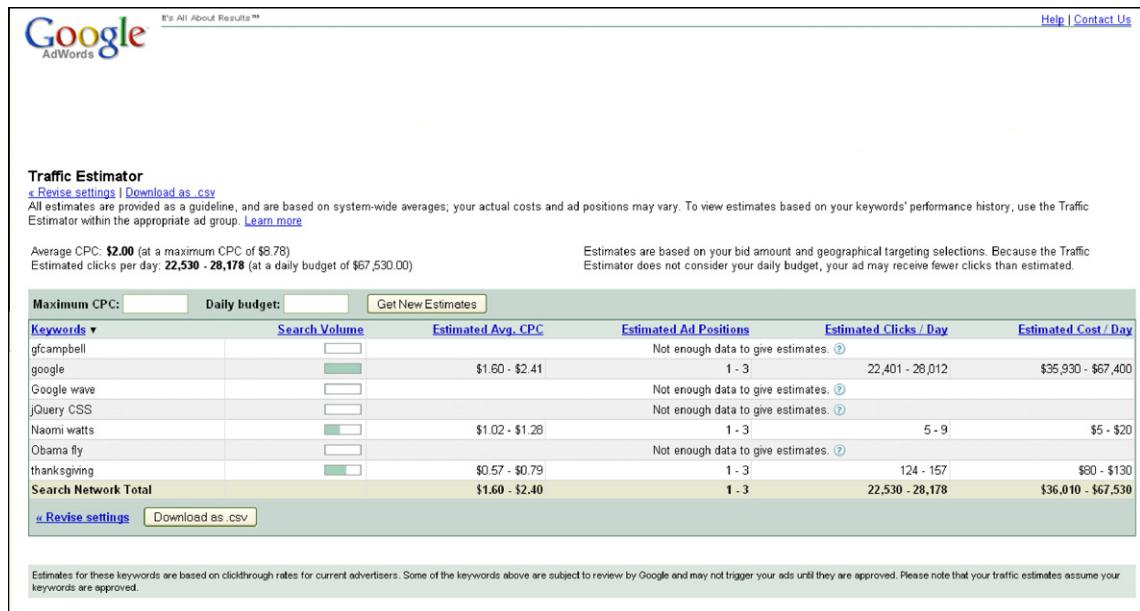 Google
AdWords
It's All About Results™
Help | Contact Us
Traffic Estimator
« Revise settings | Download as .csv
All estimates are provided as a guideline, and are based on system-wide averages; your actual costs and ad positions may vary. To view estimates based on your keywords' performance history, use the Traffic
Estimator within the appropriate ad group. Learn more
Average CPC: $2.00 (at a maximum CPC of $8.78)
Estimated clicks per day: 22,530 - 28,178 (at a daily budget of $67,530.00)
Estimates are based on your bid amount and geographical targeting selections. Because the Traffic
Estimator does not consider your daily budget, your ad may receive fewer clicks than estimated.
Maximum CPC: Daily budget: Get New Estimates
Keywords ▼ Search Volume Estimated Avg. CPC Estimated Ad Positions Estimated Clicks / Day Estimated Cost / Day
gfcampbell Not enough data to give estimates. ?
google $1.60 - $2.41 1 - 3 22,401 - 28,012 $35,930 - $67,400
Google wave Not enough data to give estimates. ?
jQuery CSS Not enough data to give estimates. ?
Naomi watts $1.02 - $1.28 1 - 3 5 - 9 $5 - $20
Obama fly Not enough data to give estimates. ?
thanksgiving $0.57 - $0.79 1 - 3 124 - 157 $80 - $130
Search Network Total $1.60 - $2.40 1 - 3 22,530 - 28,178 $36,010 - $67,530
« Revise settings Download as .csv
Estimates for these keywords are based on clickthrough rates for current advertisers. Some of the keywords above are subject to review by Google and may not trigger your ads until they are approved. Please note that your traffic estimates assume your
keywords are approved.